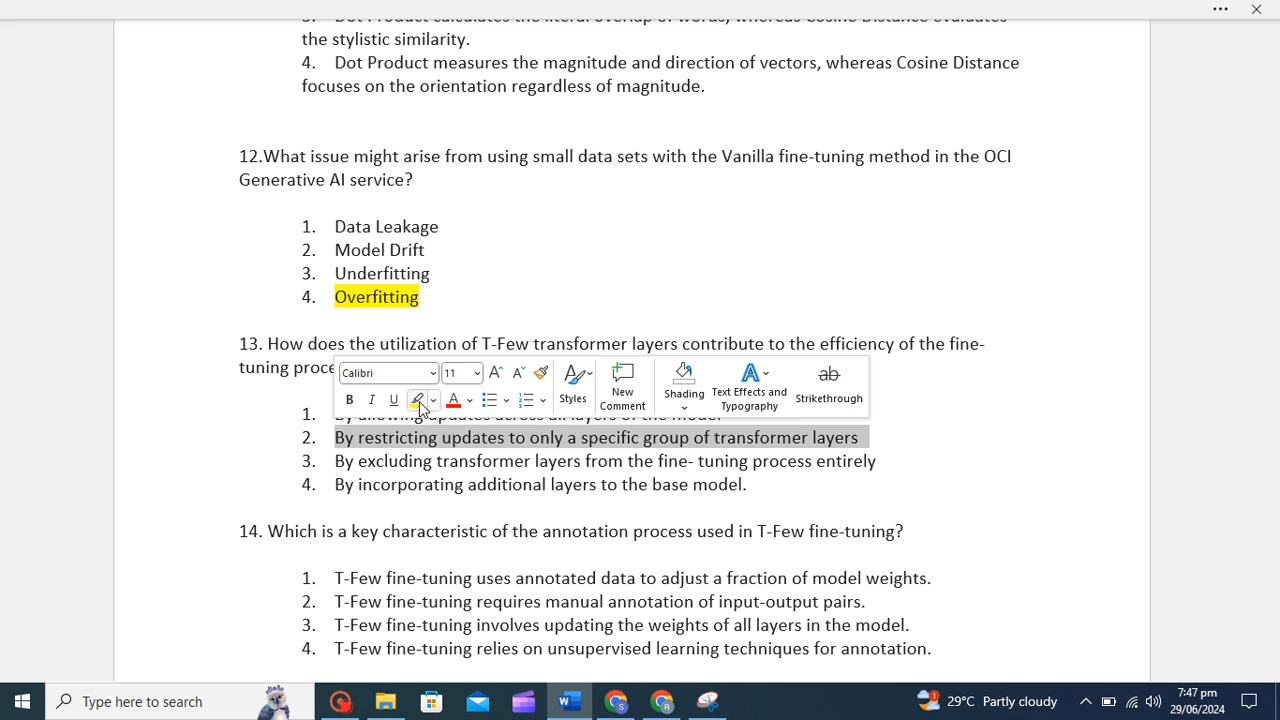 the stylistic similarity.
4. Dot Product measures the magnitude and direction of vectors, whereas Cosine Distance
focuses on the orientation regardless of magnitude.
12.What issue might arise from using small data sets with the Vanilla fine-tuning method in the OCI
Generative AI service?
1. Data Leakage
2. Model Drift
3. Underfitting
4. Overfitting
13. How does the utilization of T-Few transformer layers contribute to the efficiency of the fine-
tuning proce
Calibri 11
Styles
New
Comment
Shading
Text Effects and
Typography
ab
Strikethrough
B I U A
1. By allowing updates across all layers of the model.
2. By restricting updates to only a specific group of transformer layers
3. By excluding transformer layers from the fine- tuning process entirely
4. By incorporating additional layers to the base model.
14. Which is a key characteristic of the annotation process used in T-Few fine-tuning?
1. T-Few fine-tuning uses annotated data to adjust a fraction of model weights.
2. T-Few fine-tuning requires manual annotation of input-output pairs.
3. T-Few fine-tuning involves updating the weights of all layers in the model.
4. T-Few fine-tuning relies on unsupervised learning techniques for annotation.
Type here to search
29°C Partly cloudy
7:47 pm
29/06/2024